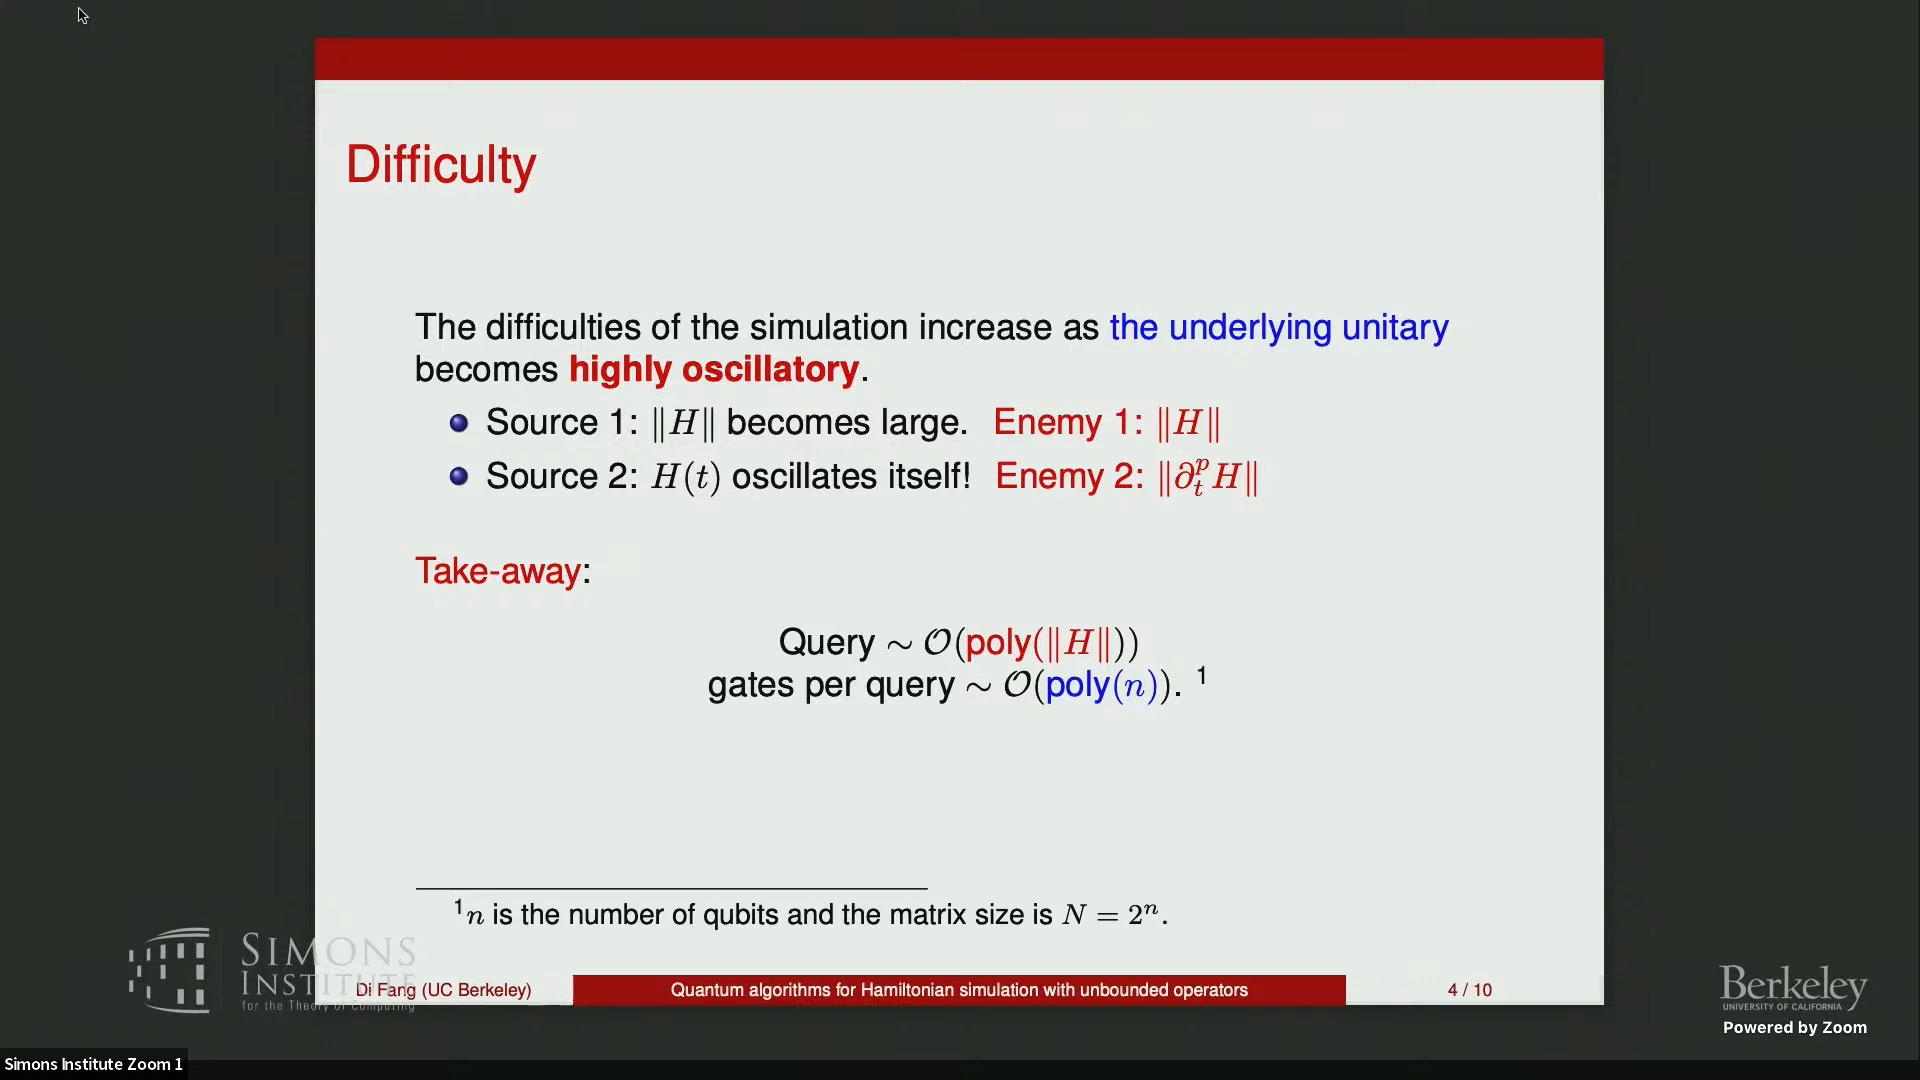 Difficulty
The difficulties of the simulation increase as the underlying unitary
becomes highly oscillatory.
Source 1: ‖H‖ becomes large. Enemy 1: ‖H‖
Source 2: H(t) oscillates itself! Enemy 2: ‖∂ₜᵖH‖
Take-away:
Query ∼ 𝒪(poly(‖H‖))
gates per query ∼ 𝒪(poly(n)). ¹
¹n is the number of qubits and the matrix size is N = 2ⁿ.
SIMONS
INSTITUTE
for the Theory of Computing
Di Fang (UC Berkeley)
Quantum algorithms for Hamiltonian simulation with unbounded operators
4 / 10
Berkeley
UNIVERSITY OF CALIFORNIA
Powered by Zoom
Simons Institute Zoom 1